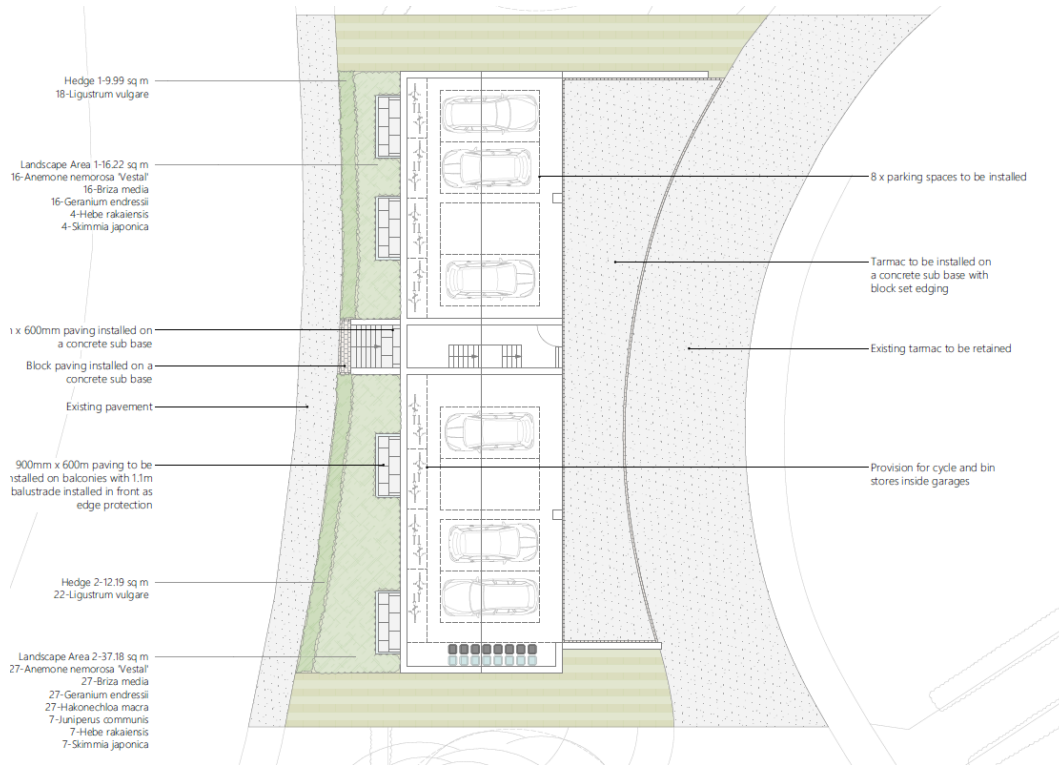 Hedge 1-9.99 sq m
18-Ligustrum vulgare
Landscape Area 1-16.22 sq m
16-Anemone nemorosa 'Vestal'
16-Briza media
16-Geranium endressii
4-Hebe rakaiensis
4-Skimmia japonica
x 600mm paving installed on
a concrete sub base
Block paving installed on a
concrete sub base
Existing pavement
900mm x 600m paving to be
nstalled on balconies with 1.1m
balustrade installed in front as
edge protection
Hedge 2-12.19 sq m
22-Ligustrum vulgare
Landscape Area 2-37.18 sq m
27-Anemone nemorosa 'Vestal'
27-Briza media
27-Geranium endressii
27-Hakonechloa macra
7-Juniperus communis
7-Hebe rakaiensis
7-Skimmia japonica
8 x parking spaces to be installed
Tarmac to be installed on
a concrete sub base with
block set edging
Existing tarmac to be retained
Provision for cycle and bin
stores inside garages